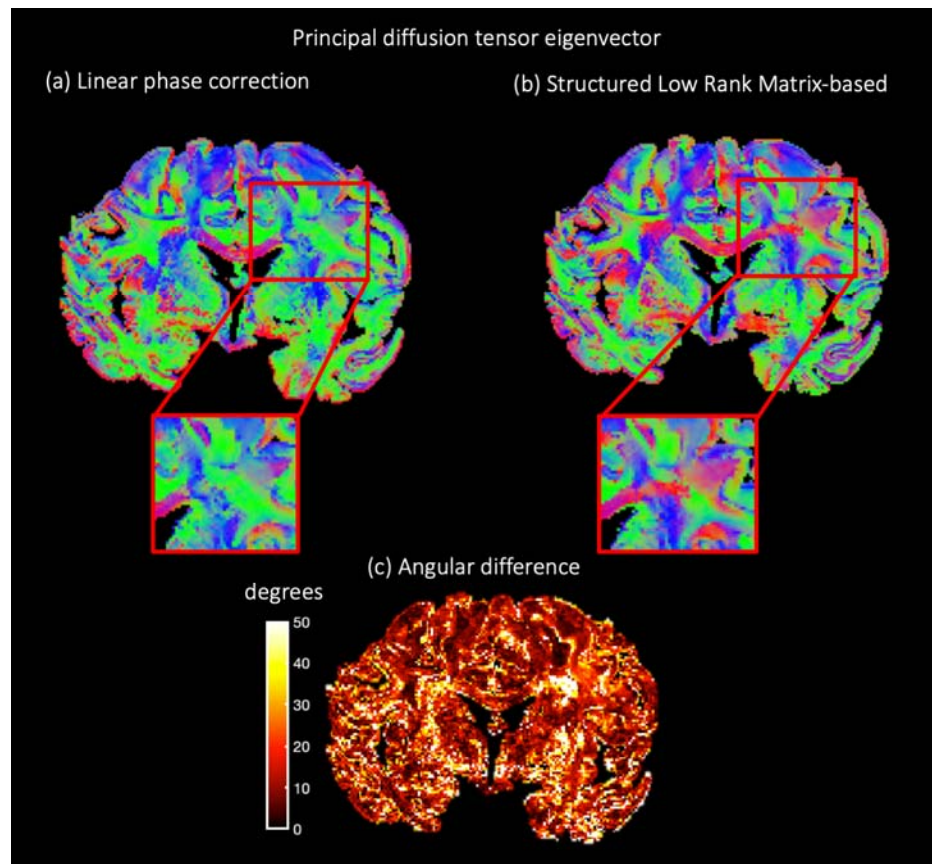 Principal diffusion tensor eigenvector
(a) Linear phase correction
(b) Structured Low Rank Matrix-based
(c) Angular difference
degrees
50
40
30
20
10
0